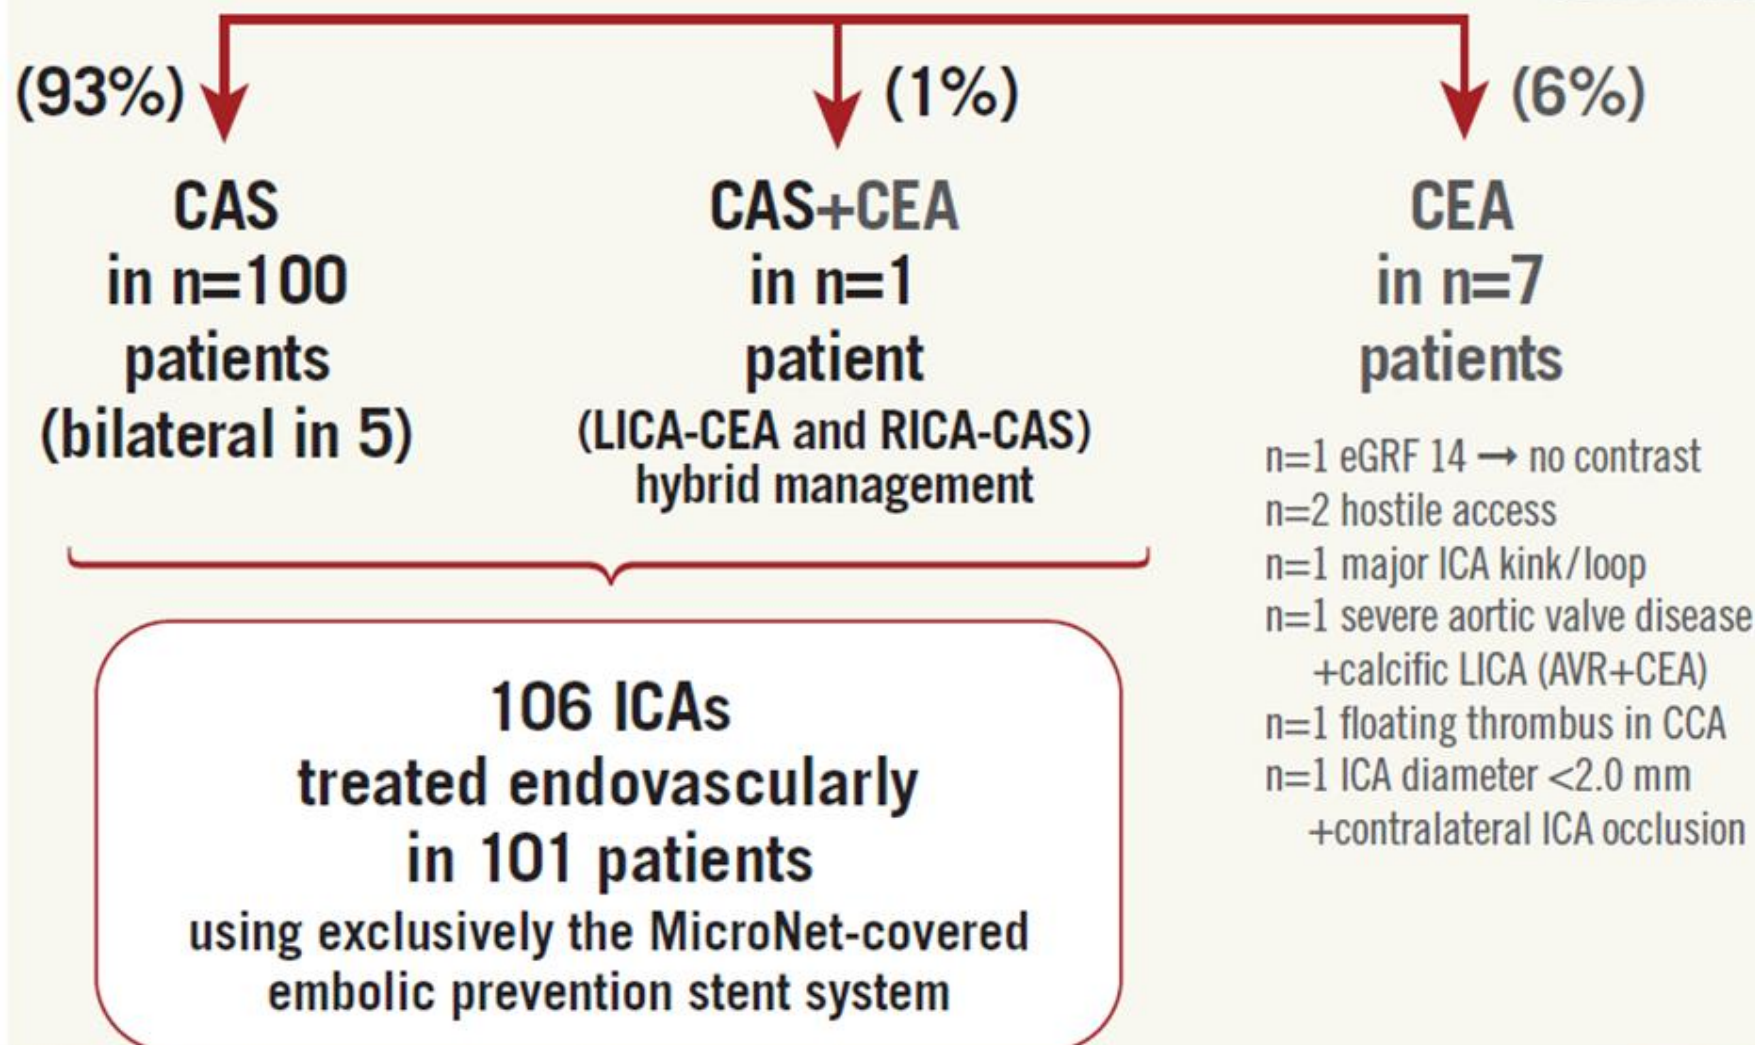 (93%)
(1%)
(6%)
CAS
in n=100
patients
(bilateral in 5)
CAS+CEA
in n=1
patient
(LICA-CEA and RICA-CAS)
hybrid management
CEA
in n=7
patients
n=1 eGRF 14 → no contrast
n=2 hostile access
n=1 major ICA kink/loop
n=1 severe aortic valve disease
+calcific LICA (AVR+CEA)
n=1 floating thrombus in CCA
n=1 ICA diameter <2.0 mm
+contralateral ICA occlusion
106 ICAs
treated endovascularly
in 101 patients
using exclusively the MicroNet-covered
embolic prevention stent system